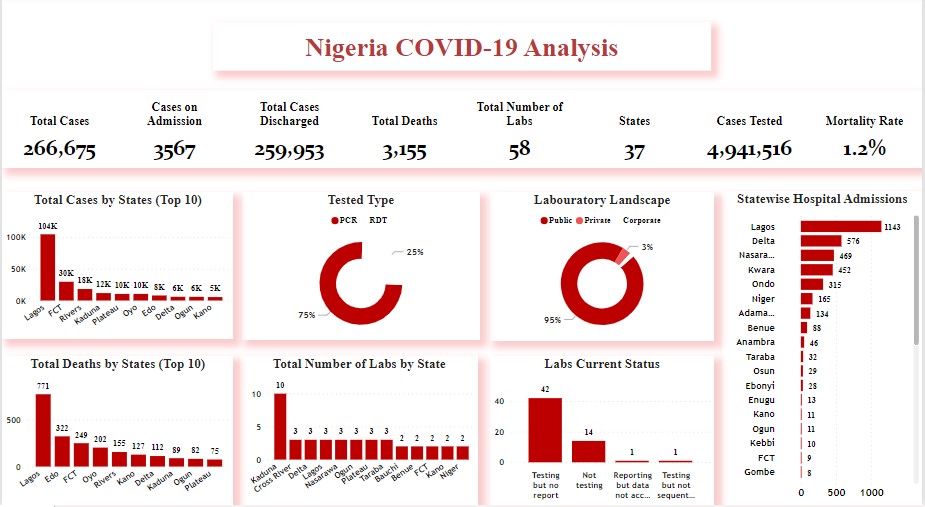 Nigeria COVID-19 Analysis
Total Cases
266,675
Cases on
Admission
3567
Total Cases
Discharged
259,953
Total Deaths
3,155
Total Number of
Labs
58
States
37
Cases Tested
4,941,516
Mortality Rate
1.2%
Total Cases by States (Top 10)
104K
100K
30K
18K
12K
10K
10K
8K
6K
6K
5K
50K
0K
Lagos
FCT
Rivers
Kaduna
Plateau
Oyo
Edo
Delta
Ogun
Kano
Tested Type
PCR RDT
25%
75%
Labouratory Landscape
Public Private Corporate
3%
95%
Statewise Hospital Admissions
Lagos 1143
Delta 576
Nasara... 469
Kwara 452
Ondo 315
Niger 165
Adama... 134
Benue 88
Anambra 46
Taraba 32
Osun 29
Ebonyi 28
Enugu 13
Kano 11
Ogun 11
Kebbi 10
FCT 9
Gombe 8
0 500 1000
Total Deaths by States (Top 10)
771
322
249
202
155
127
112
89
82
75
500
0
Lagos
Edo
FCT
Oyo
Rivers
Kano
Delta
Kaduna
Ogun
Plateau
Total Number of Labs by State
10
10
3
3
3
3
3
3
3
2
2
2
2
2
5
0
Kaduna
Cross River
Delta
Lagos
Nasarawa
Ogun
Plateau
Taraba
Bauchi
Benue
FCT
Kano
Niger
Labs Current Status
42
40
14
20
1
1
0
Testing
but no
report
Not
testing
Reporting
but data
not acc...
Testing
but not
sequent...